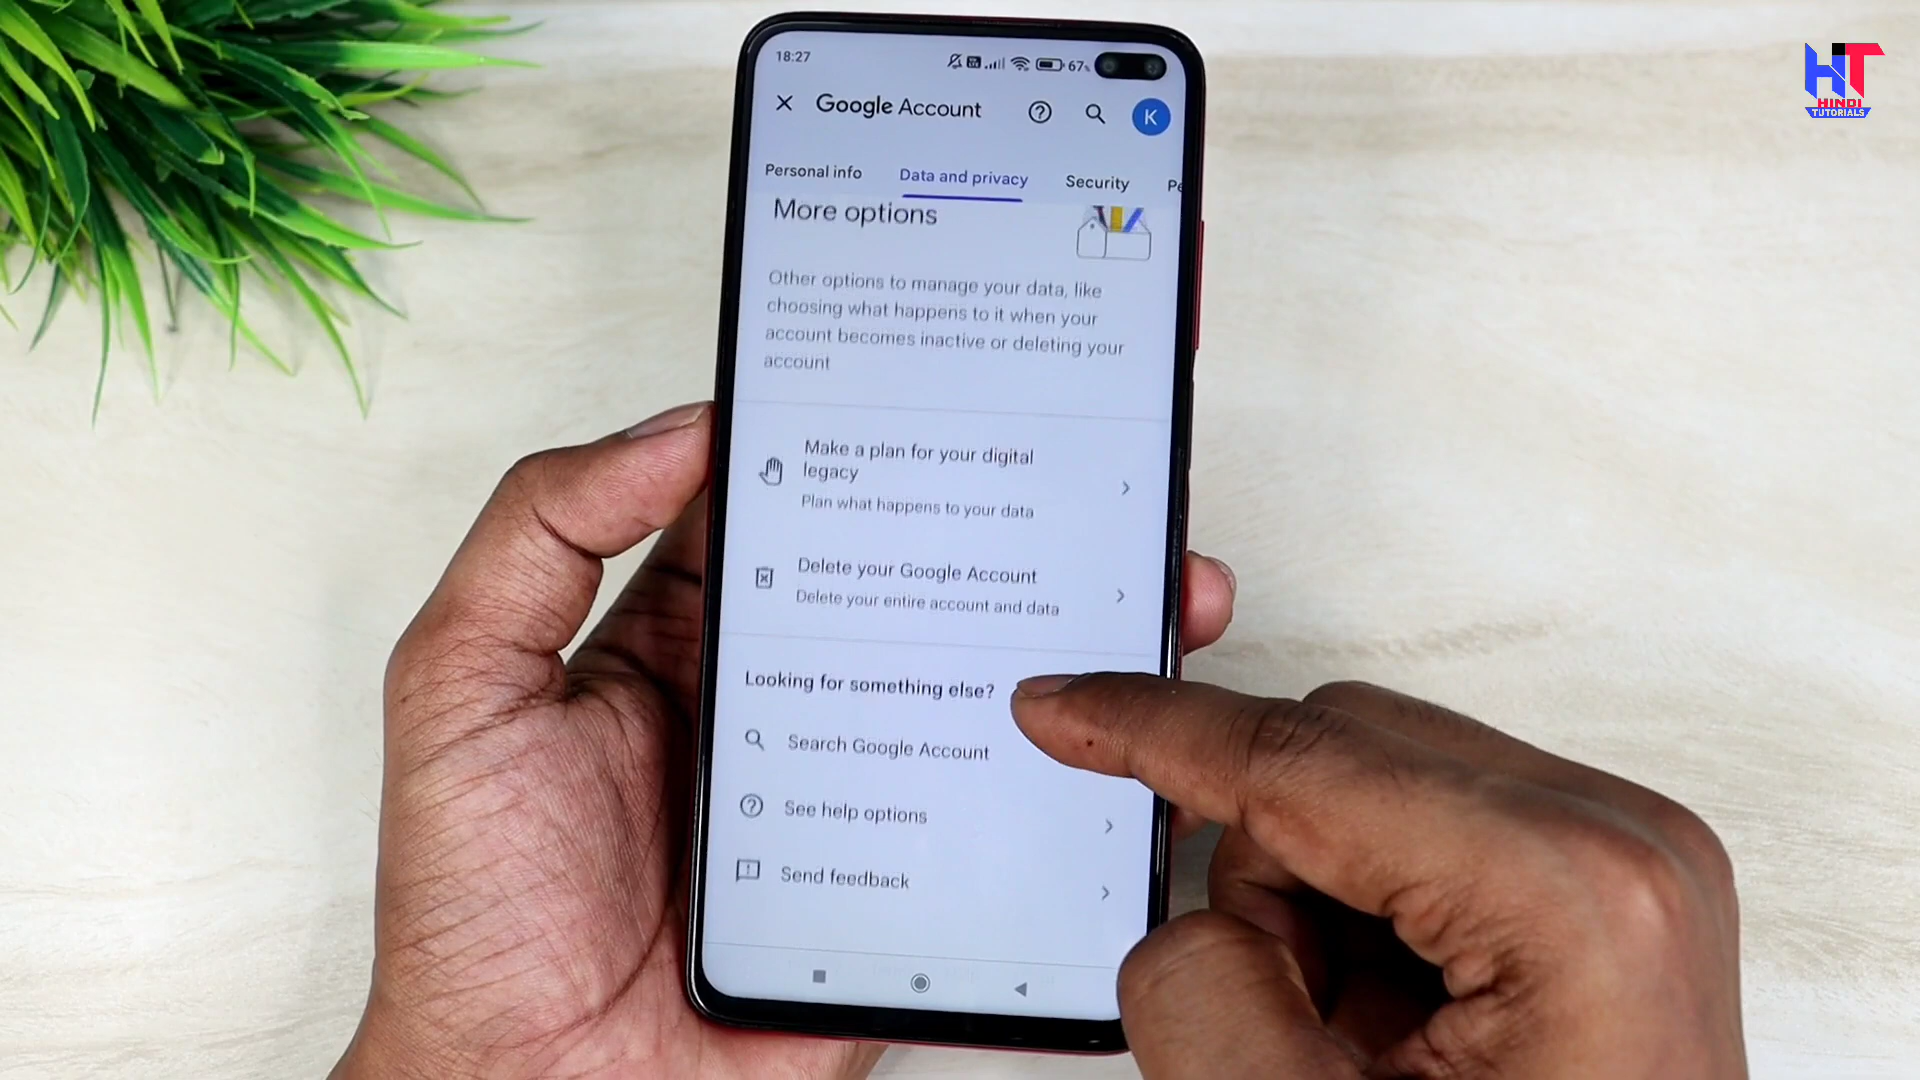 18:27
67%
Google Account
K
Personal info
Data and privacy
Security
Pe
More options
Other options to manage your data, like
choosing what happens to it when your
account becomes inactive or deleting your
account
Make a plan for your digital
legacy
Plan what happens to your data
Delete your Google Account
Delete your entire account and data
Looking for something else?
Search Google Account
See help options
Send feedback
HT
HINDI
TUTORIALS